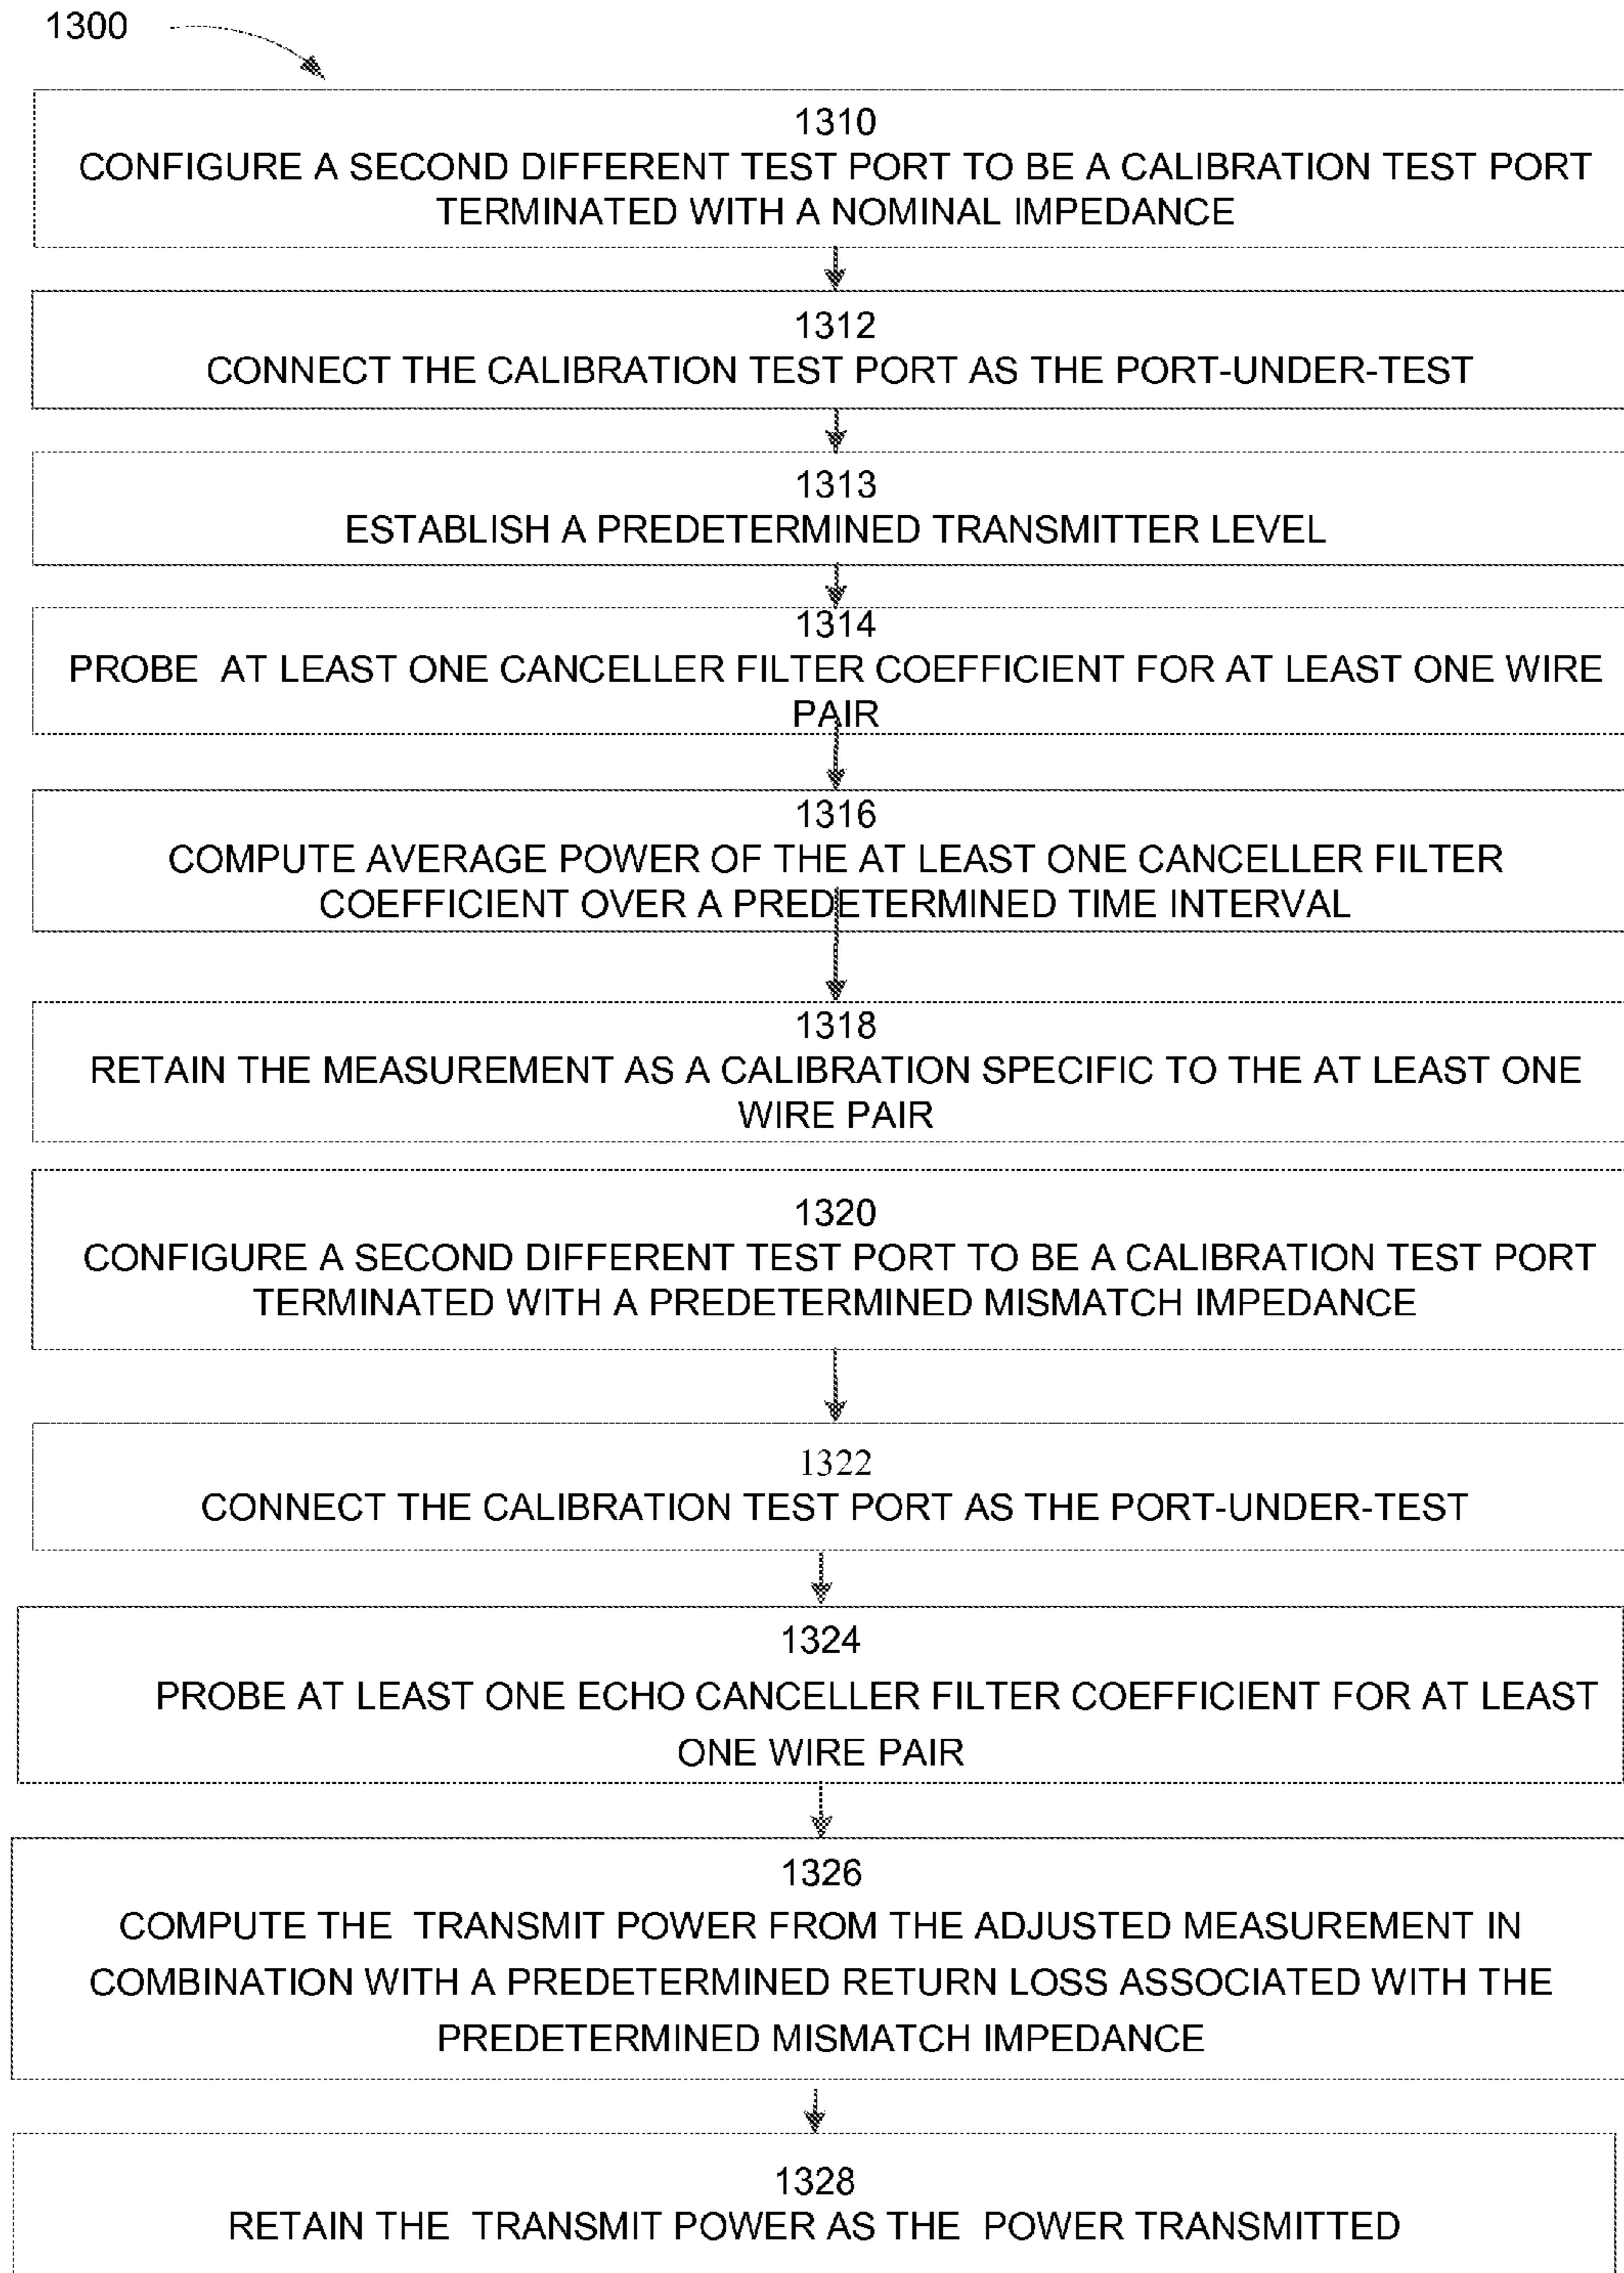 1300
1310
CONFIGURE A SECOND DIFFERENT TEST PORT TO BE A CALIBRATION TEST PORT
TERMINATED WITH A NOMINAL IMPEDANCE
1312
CONNECT THE CALIBRATION TEST PORT AS THE PORT-UNDER-TEST
1313
ESTABLISH A PREDETERMINED TRANSMITTER LEVEL
1314
PROBE AT LEAST ONE CANCELLER FILTER COEFFICIENT FOR AT LEAST ONE WIRE
PAIR
1316
COMPUTE AVERAGE POWER OF THE AT LEAST ONE CANCELLER FILTER
COEFFICIENT OVER A PREDETERMINED TIME INTERVAL
1318
RETAIN THE MEASUREMENT AS A CALIBRATION SPECIFIC TO THE AT LEAST ONE
WIRE PAIR
1320
CONFIGURE A SECOND DIFFERENT TEST PORT TO BE A CALIBRATION TEST PORT
TERMINATED WITH A PREDETERMINED MISMATCH IMPEDANCE
1322
CONNECT THE CALIBRATION TEST PORT AS THE PORT-UNDER-TEST
1324
PROBE AT LEAST ONE ECHO CANCELLER FILTER COEFFICIENT FOR AT LEAST
ONE WIRE PAIR
1326
COMPUTE THE TRANSMIT POWER FROM THE ADJUSTED MEASUREMENT IN
COMBINATION WITH A PREDETERMINED RETURN LOSS ASSOCIATED WITH THE
PREDETERMINED MISMATCH IMPEDANCE
1328
RETAIN THE TRANSMIT POWER AS THE POWER TRANSMITTED